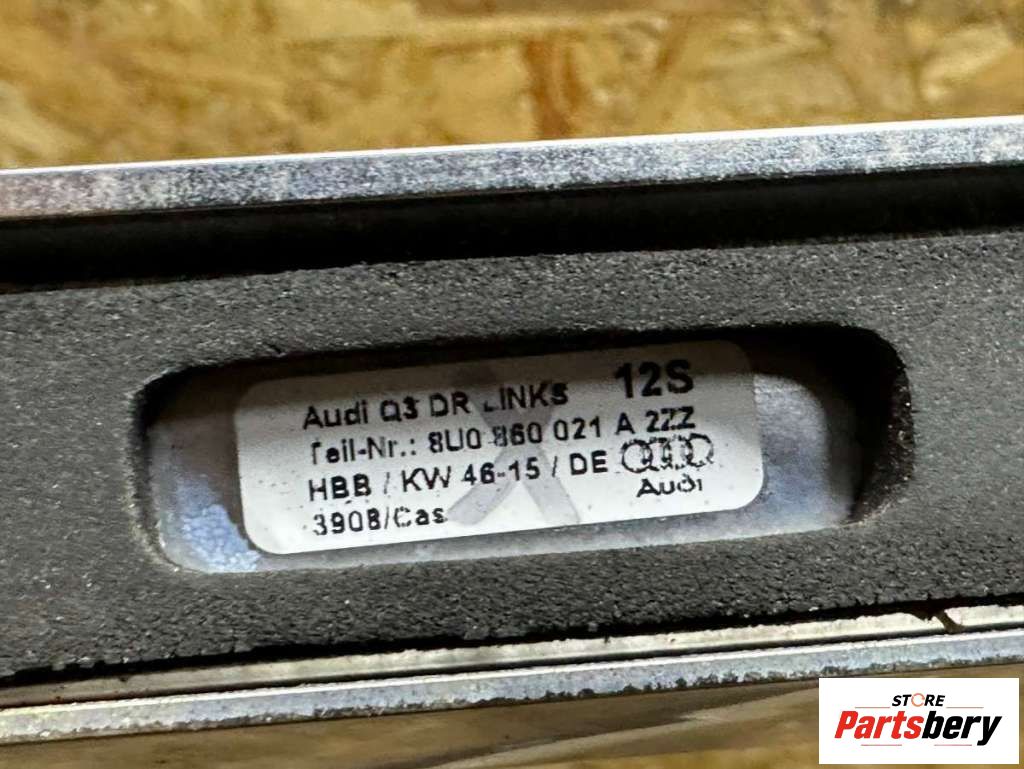 Audi Q3 DR LINKS 12S
Teil-Nr.: 8U0 860 021 A 2ZZ
HBB / KW 46-15 / DE
Audi
3908/Cas
STORE
Partsbery